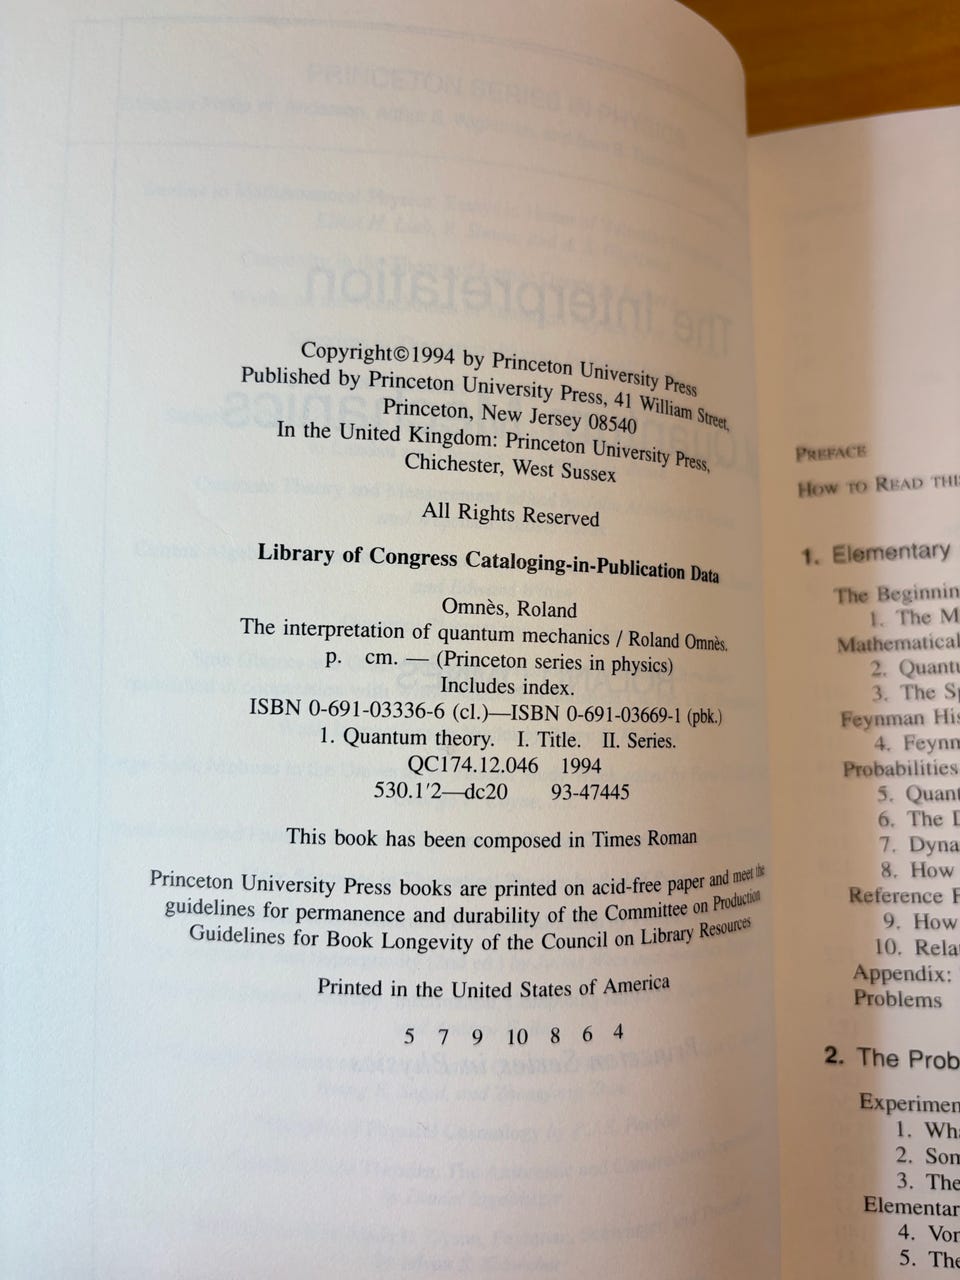 Copyright©1994 by Princeton University Press
Published by Princeton University Press, 41 William Street,
Princeton, New Jersey 08540
In the United Kingdom: Princeton University Press,
Chichester, West Sussex
All Rights Reserved
Library of Congress Cataloging-in-Publication Data
Omnès, Roland
The interpretation of quantum mechanics / Roland Omnès.
p. cm. — (Princeton series in physics)
Includes index.
ISBN 0-691-03336-6 (cl.)—ISBN 0-691-03669-1 (pbk.)
1. Quantum theory. I. Title. II. Series.
QC174.12.046 1994
530.1′2—dc20 93-47445
This book has been composed in Times Roman
Princeton University Press books are printed on acid-free paper and meet the
guidelines for permanence and durability of the Committee on Production
Guidelines for Book Longevity of the Council on Library Resources
Printed in the United States of America
5 7 9 10 8 6 4
PREFACE
HOW TO READ THIS
1. Elementary
The Beginnin
1. The M
Mathematical
2. Quantu
3. The Sp
Feynman His
4. Feynm
Probabilities
5. Quant
6. The D
7. Dyna
8. How
Reference F
9. How
10. Rela
Appendix:
Problems
2. The Prob
Experimen
1. Wha
2. Som
3. The
Elementar
4. Von
5. The